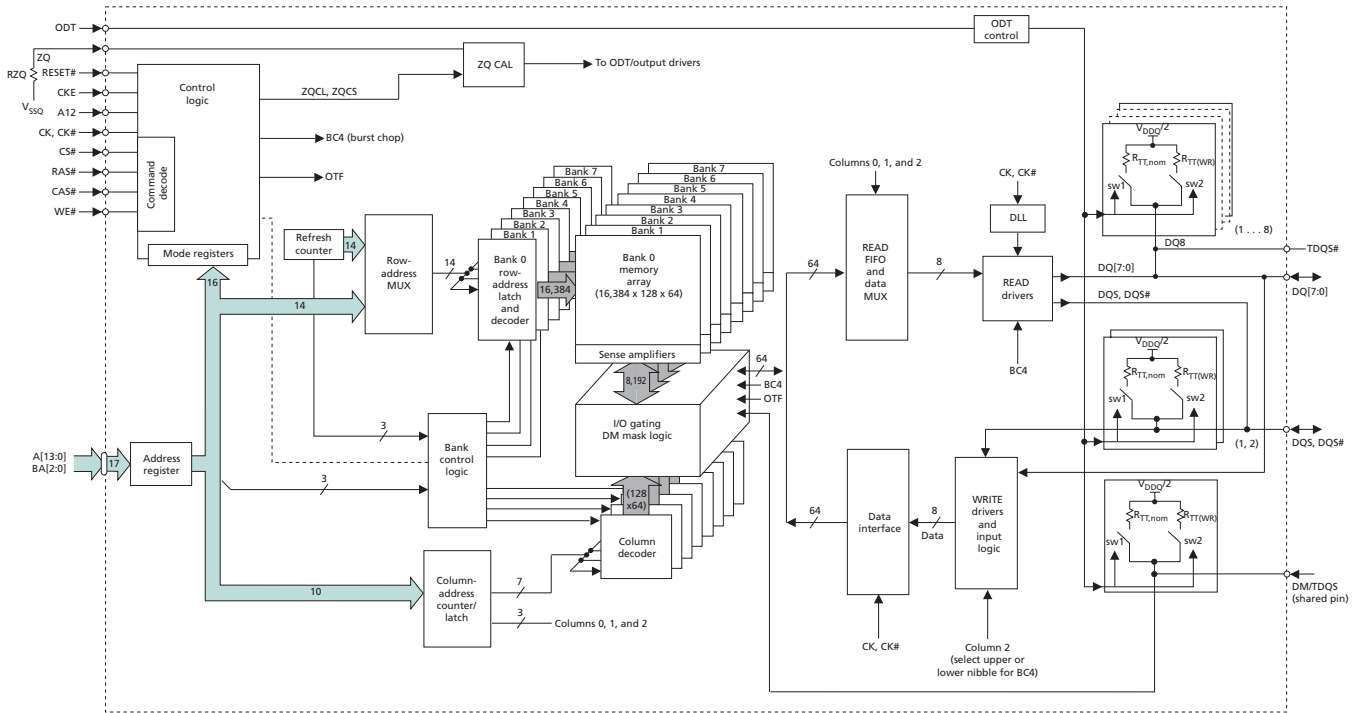 ODT
ODT
control
ZQ
RZQ
V_SSQ
RESET#
CKE
A12
CK, CK#
CS#
RAS#
CAS#
WE#
Control
logic
Command
decode
Mode registers
ZQ CAL
To ODT/output drivers
ZQCL, ZQCS
BC4 (burst chop)
OTF
Refresh
counter
14
Row-
address
MUX
14
16
14
Bank 7
Bank 6
Bank 5
Bank 4
Bank 3
Bank 2
Bank 1
Bank 0
row-
address
latch
and
decoder
16,384
Bank 7
Bank 6
Bank 5
Bank 4
Bank 3
Bank 2
Bank 1
Bank 0
memory
array
(16,384 x 128 x 64)
Sense amplifiers
8,192
64
BC4
OTF
I/O gating
DM mask logic
(128
x64)
Column
decoder
3
3
Bank
control
logic
A[13:0]
BA[2:0]
17
Address
register
10
Column-
address
counter/
latch
7
3
Columns 0, 1, and 2
Columns 0, 1, and 2
64
READ
FIFO
and
data
MUX
8
CK, CK#
DLL
READ
drivers
BC4
DQ8
DQ[7:0]
DQS, DQS#
64
Data
interface
CK, CK#
8
Data
WRITE
drivers
and
input
logic
Column 2
(select upper or
lower nibble for BC4)
V_DDQ/2
R_TT,nom
R_TT(WR)
sw1
sw2
(1 . . . 8)
TDQS#
DQ[7:0]
V_DDQ/2
R_TT,nom
R_TT(WR)
sw1
sw2
(1, 2)
DQS, DQS#
V_DDQ/2
R_TT,nom
R_TT(WR)
sw1
sw2
DM/TDQS
(shared pin)